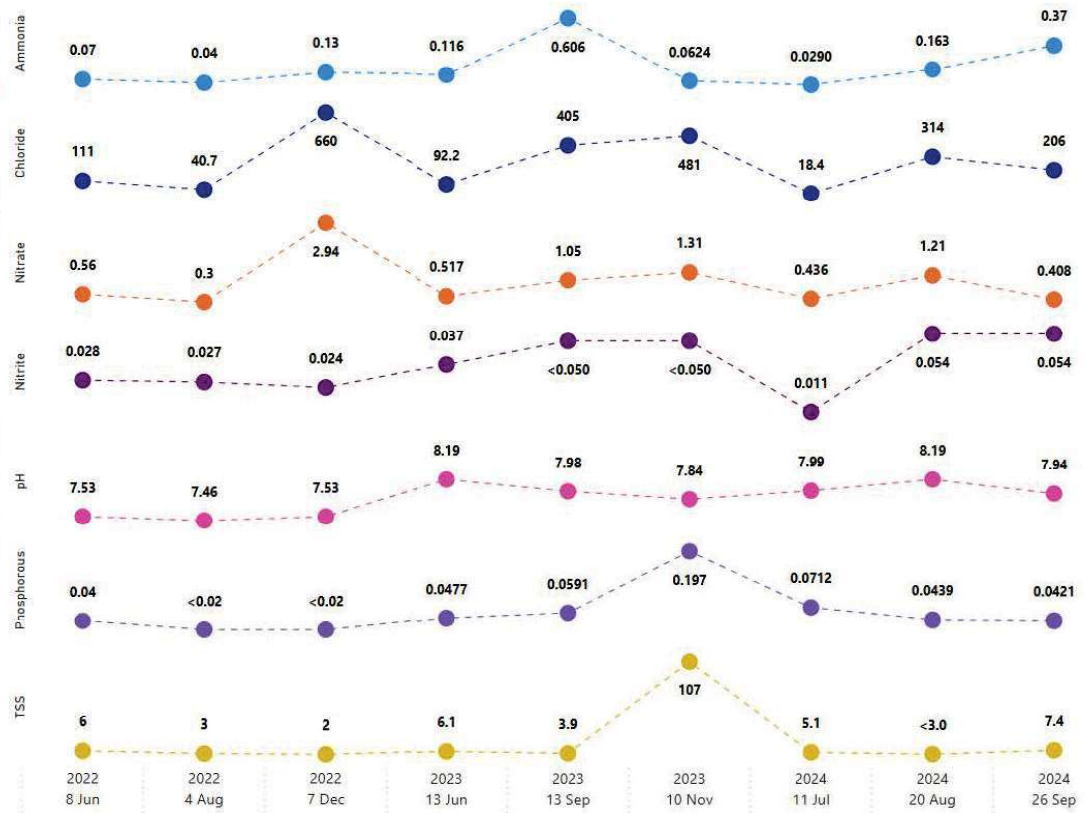 Ammonia
0.07 0.04 0.13 0.116 0.606 0.0624 0.0290 0.163 0.37
Chloride
111 40.7 660 92.2 405 481 18.4 314 206
Nitrate
0.56 0.3 2.94 0.517 1.05 1.31 0.436 1.21 0.408
Nitrite
0.028 0.027 0.024 0.037 <0.050 <0.050 0.011 0.054 0.054
pH
7.53 7.46 7.53 8.19 7.98 7.84 7.99 8.19 7.94
Phosphorous
0.04 <0.02 <0.02 0.0477 0.0591 0.197 0.0712 0.0439 0.0421
TSS
6 3 2 6.1 3.9 107 5.1 <3.0 7.4
2022 2022 2022 2023 2023 2023 2024 2024 2024
8 Jun 4 Aug 7 Dec 13 Jun 13 Sep 10 Nov 11 Jul 20 Aug 26 Sep